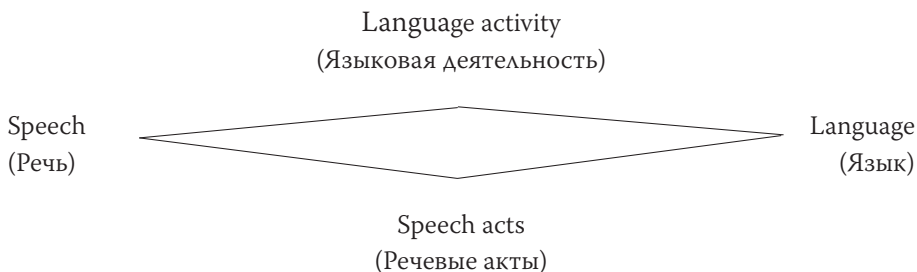 Language activity
(Языковая деятельность)
Speech
(Речь)
Language
(Язык)
Speech acts
(Речевые акты)